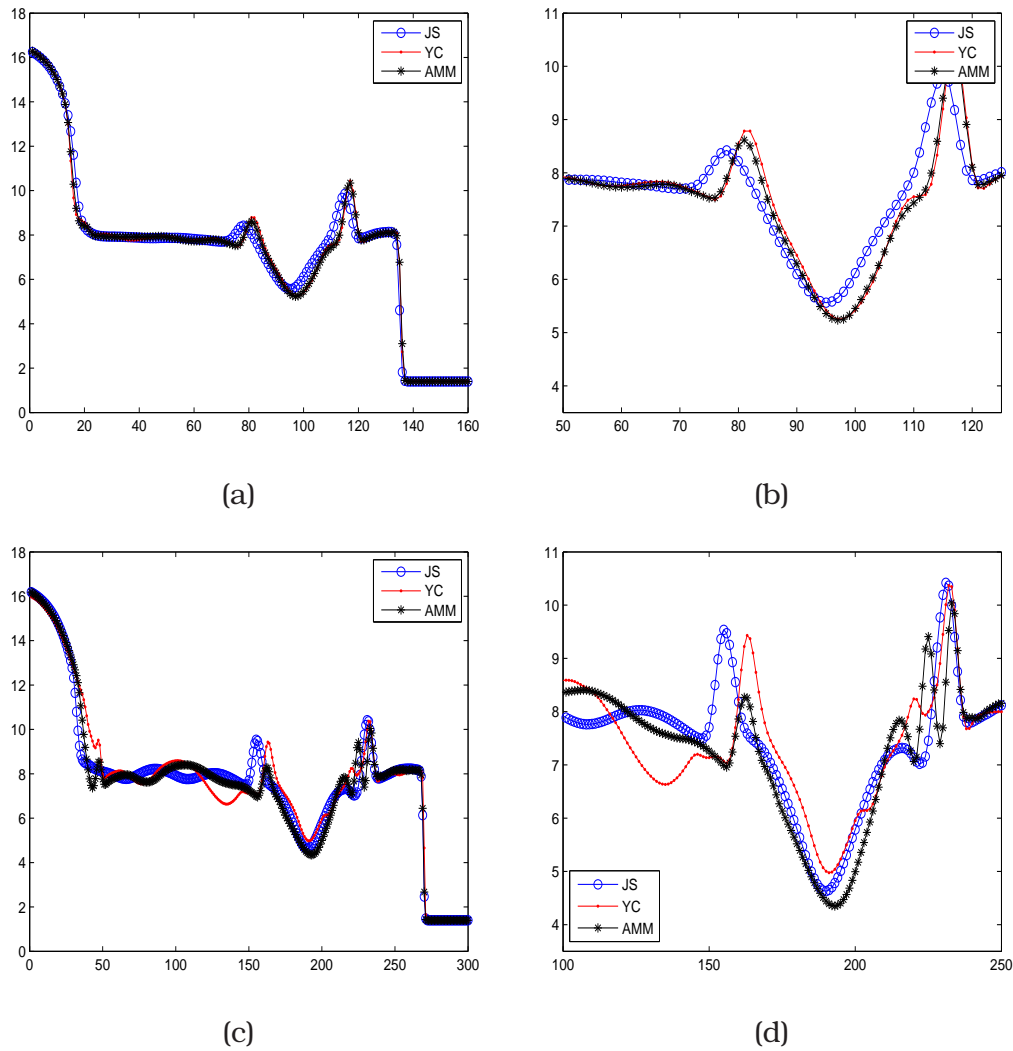 18
16
14
12
10
8
6
4
2
0
0 20 40 60 80 100 120 140 160
JS
YC
AMM
(a)
11
10
9
8
7
6
5
4
50 60 70 80 90 100 110 120
JS
YC
AMM
(b)
18
16
14
12
10
8
6
4
2
0
0 50 100 150 200 250 300
JS
YC
AMM
(c)
11
10
9
8
7
6
5
4
100 150 200 250
JS
YC
AMM
(d)